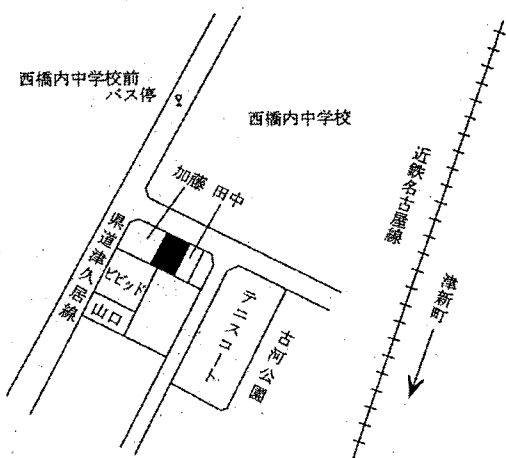 西橋内中学校前
バス停
西橋内中学校
近鉄名古屋線
加藤
田中
県道津久居線
ビビッド
山口
テニスコート
古河公園
津新町